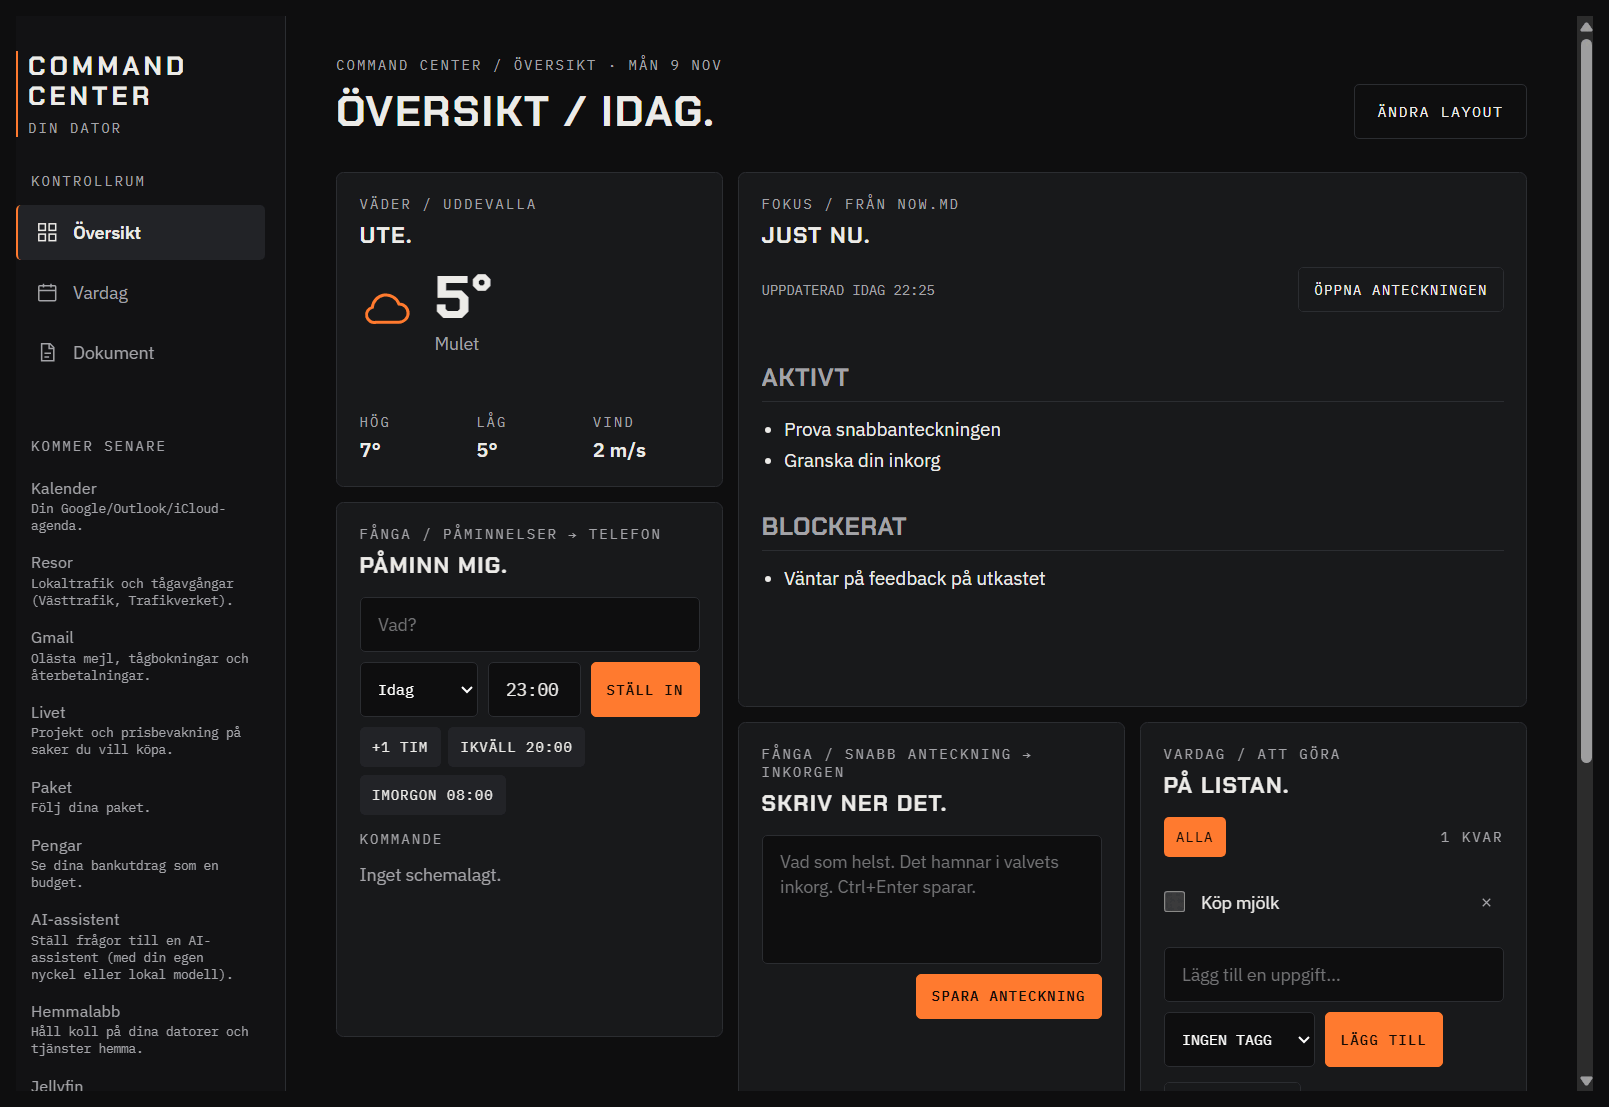 COMMAND
CENTER
DIN DATOR
KONTROLLRUM
Översikt
Vardag
Dokument
KOMMER SENARE
Kalender
Din Google/Outlook/iCloud-
agenda.
Resor
Lokaltrafik och tågavgångar
(Västtrafik, Trafikverket).
Gmail
Olästa mejl, tågbokningar och
återbetalningar.
Livet
Projekt och prisbevakning på
saker du vill köpa.
Paket
Följ dina paket.
Pengar
Se dina bankutdrag som en
budget.
AI-assistent
Ställ frågor till en AI-
assistent (med din egen
nyckel eller lokal modell).
Hemmalabb
Håll koll på dina datorer och
tjänster hemma.
Jellyfin
COMMAND CENTER / ÖVERSIKT · MÅN 9 NOV
ÖVERSIKT / IDAG.
ÄNDRA LAYOUT
VÄDER / UDDEVALLA
UTE.
5°
Mulet
HÖG LÅG VIND
7° 5° 2 m/s
FÅNGA / PÅMINNELSER → TELEFON
PÅMINN MIG.
Vad?
Idag 23:00 STÄLL IN
+1 TIM IKVÄLL 20:00
IMORGON 08:00
KOMMANDE
Inget schemalagt.
FOKUS / FRÅN NOW.MD
JUST NU.
UPPDATERAD IDAG 22:25
ÖPPNA ANTECKNINGEN
AKTIVT
• Prova snabbanteckningen
• Granska din inkorg
BLOCKERAT
• Väntar på feedback på utkastet
FÅNGA / SNABB ANTECKNING →
INKORGEN
SKRIV NER DET.
Vad som helst. Det hamnar i valvets
inkorg. Ctrl+Enter sparar.
SPARA ANTECKNING
VARDAG / ATT GÖRA
PÅ LISTAN.
ALLA 1 KVAR
Köp mjölk ×
Lägg till en uppgift...
INGEN TAGG LÄGG TILL